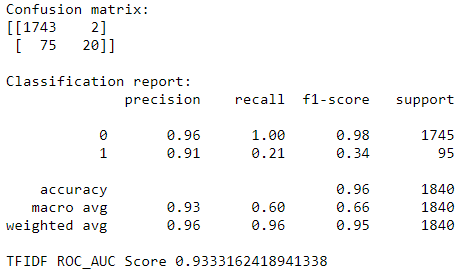 Confusion matrix:
[[1743 2]
[ 75 20]]
Classification report:
precision recall f1-score support
0 0.96 1.00 0.98 1745
1 0.91 0.21 0.34 95
accuracy 0.96 1840
macro avg 0.93 0.60 0.66 1840
weighted avg 0.96 0.96 0.95 1840
TFIDF ROC_AUC Score 0.9333162418941338